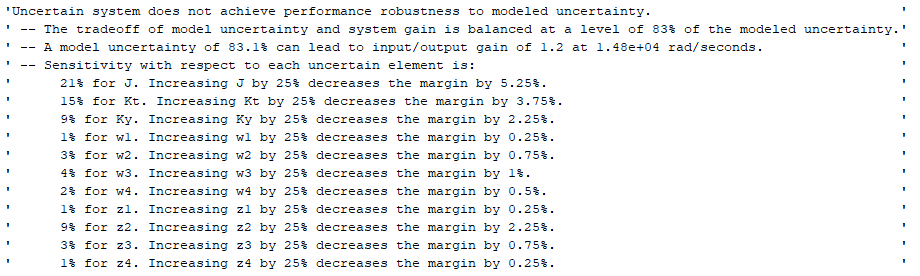 'Uncertain system does not achieve performance robustness to modeled uncertainty. '
' -- The tradeoff of model uncertainty and system gain is balanced at a level of 83% of the modeled uncertainty.'
' -- A model uncertainty of 83.1% can lead to input/output gain of 1.2 at 1.48e+04 rad/seconds. '
' -- Sensitivity with respect to each uncertain element is: '
' 21% for J. Increasing J by 25% decreases the margin by 5.25%. '
' 15% for Kt. Increasing Kt by 25% decreases the margin by 3.75%. '
' 9% for Ky. Increasing Ky by 25% decreases the margin by 2.25%. '
' 1% for w1. Increasing w1 by 25% decreases the margin by 0.25%. '
' 3% for w2. Increasing w2 by 25% decreases the margin by 0.75%. '
' 4% for w3. Increasing w3 by 25% decreases the margin by 1%. '
' 2% for w4. Increasing w4 by 25% decreases the margin by 0.5%. '
' 1% for z1. Increasing z1 by 25% decreases the margin by 0.25%. '
' 9% for z2. Increasing z2 by 25% decreases the margin by 2.25%. '
' 3% for z3. Increasing z3 by 25% decreases the margin by 0.75%. '
' 1% for z4. Increasing z4 by 25% decreases the margin by 0.25%. '